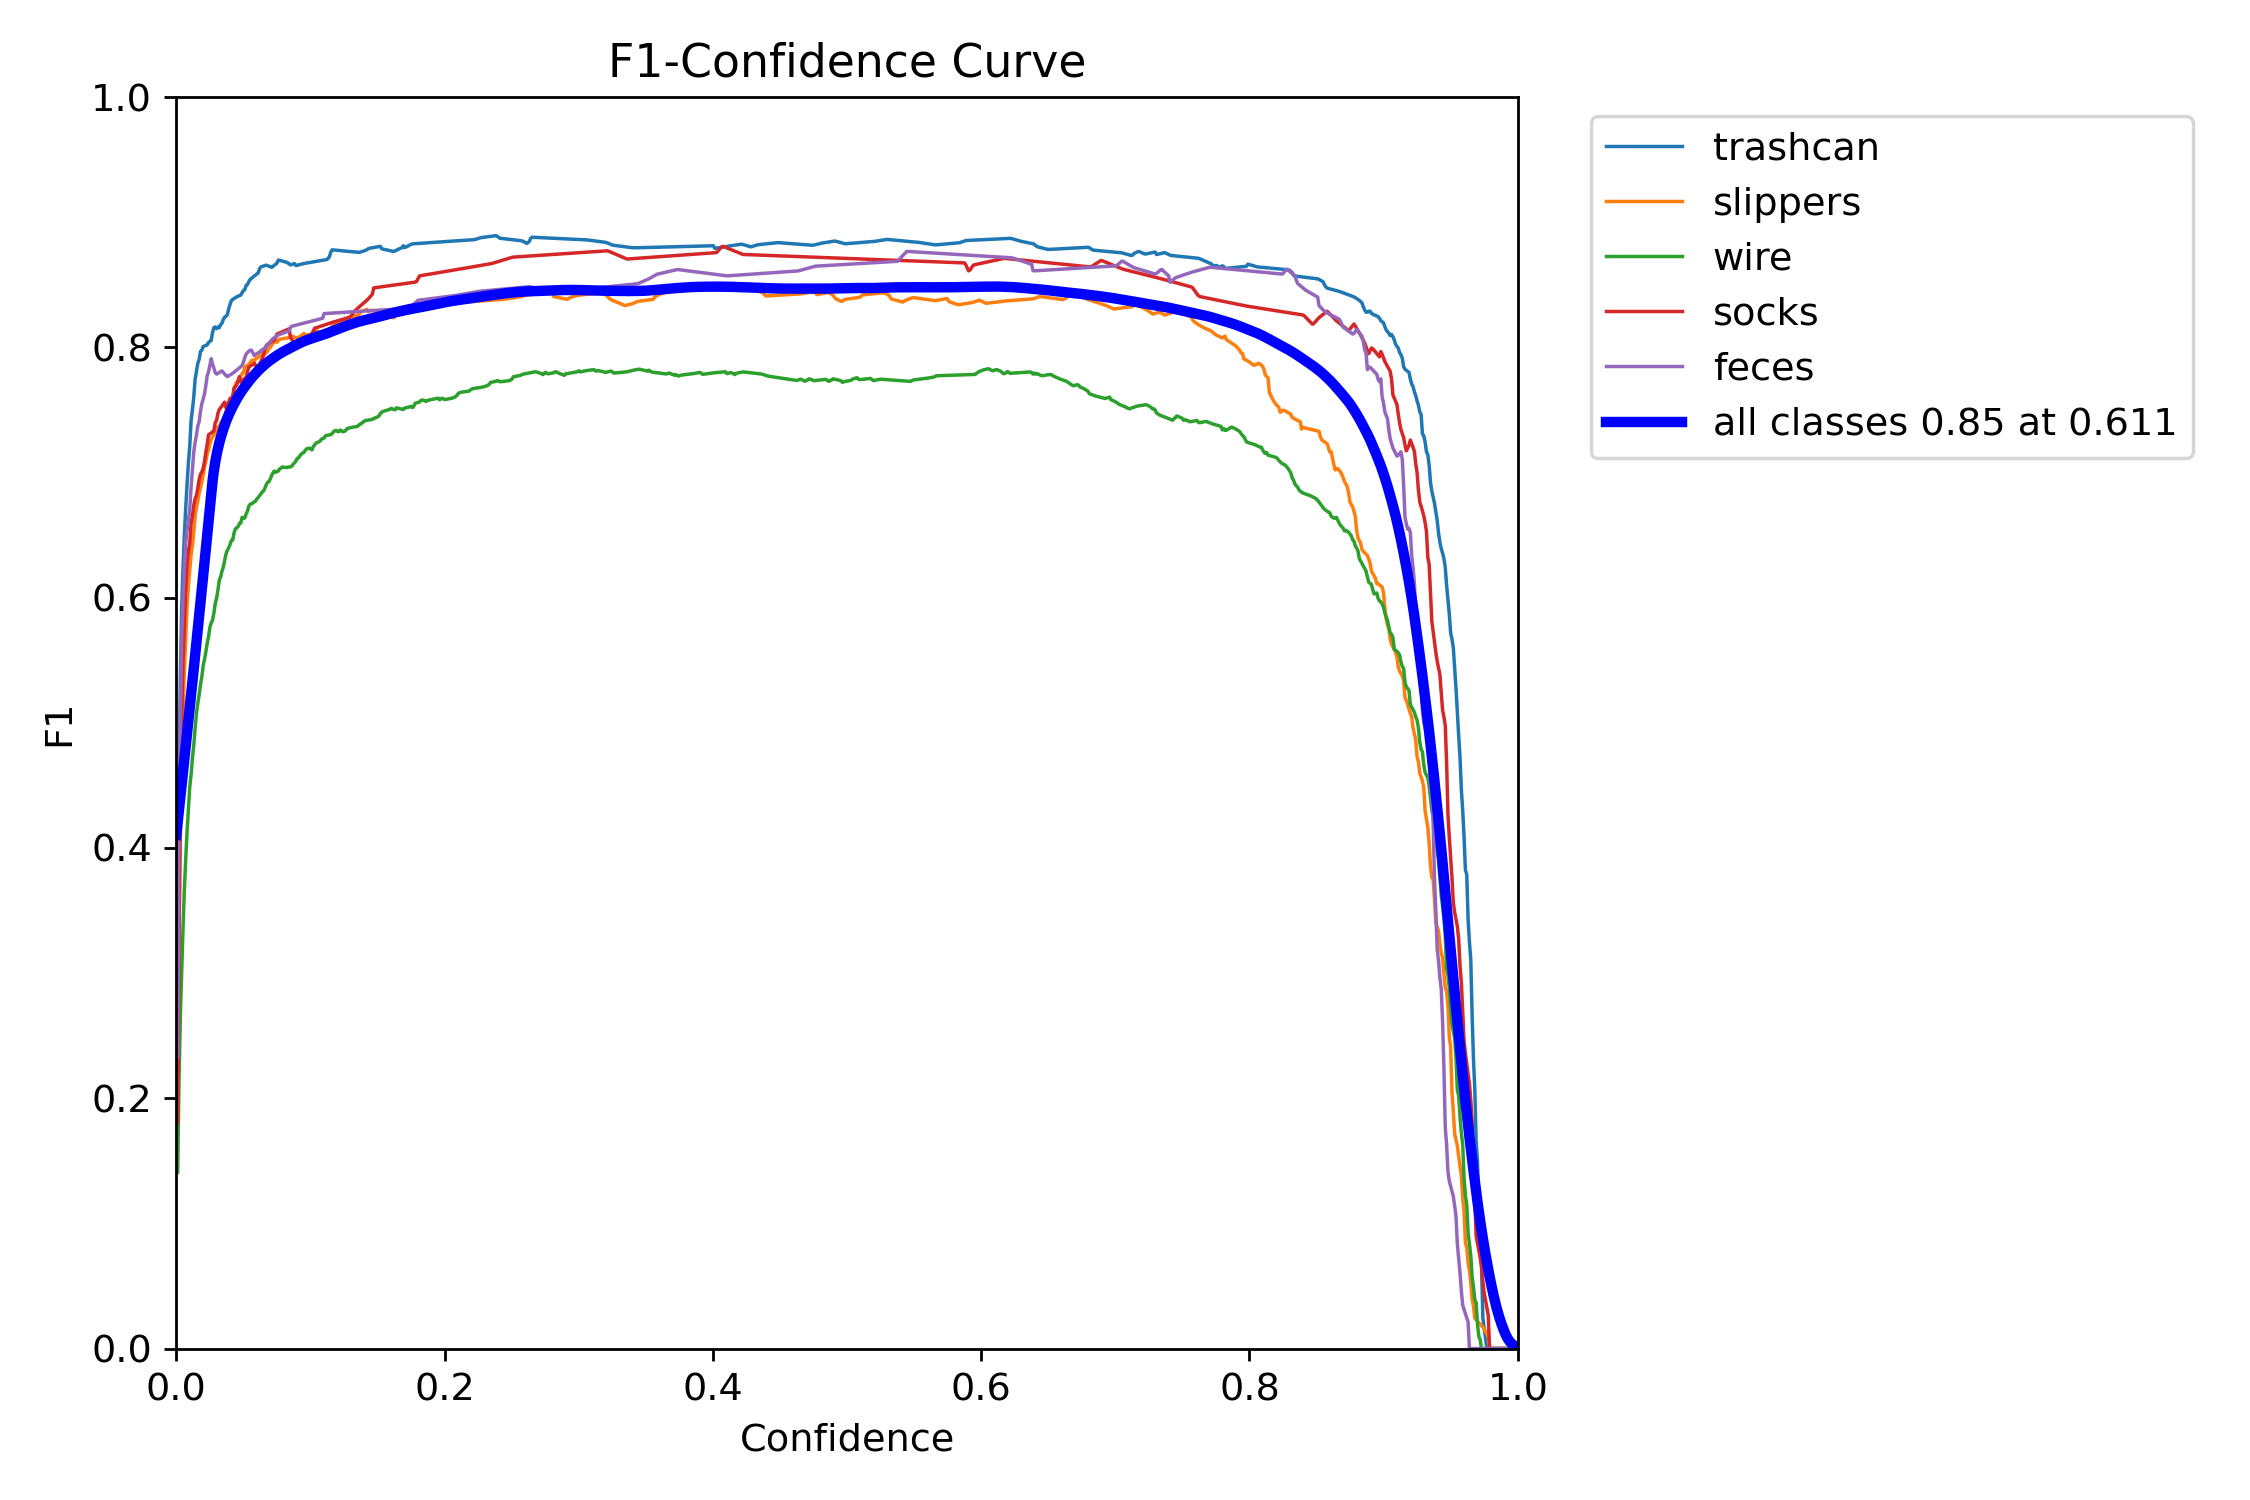 F1-Confidence Curve
1.0
0.8
0.6
0.4
0.2
0.0
F1
0.0 0.2 0.4 0.6 0.8 1.0
Confidence
trashcan
slippers
wire
socks
feces
all classes 0.85 at 0.611